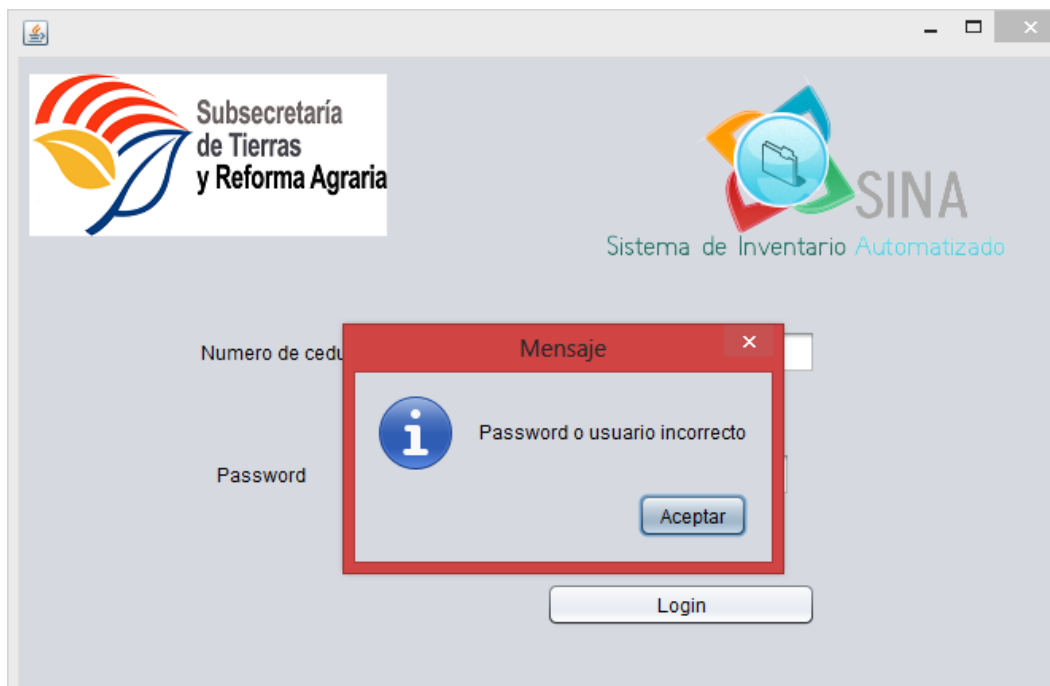 Subsecretaría
de Tierras
y Reforma Agraria
SINA
Sistema de Inventario Automatizado
Numero de cedu
Mensaje
Password o usuario incorrecto
Password
Aceptar
Login